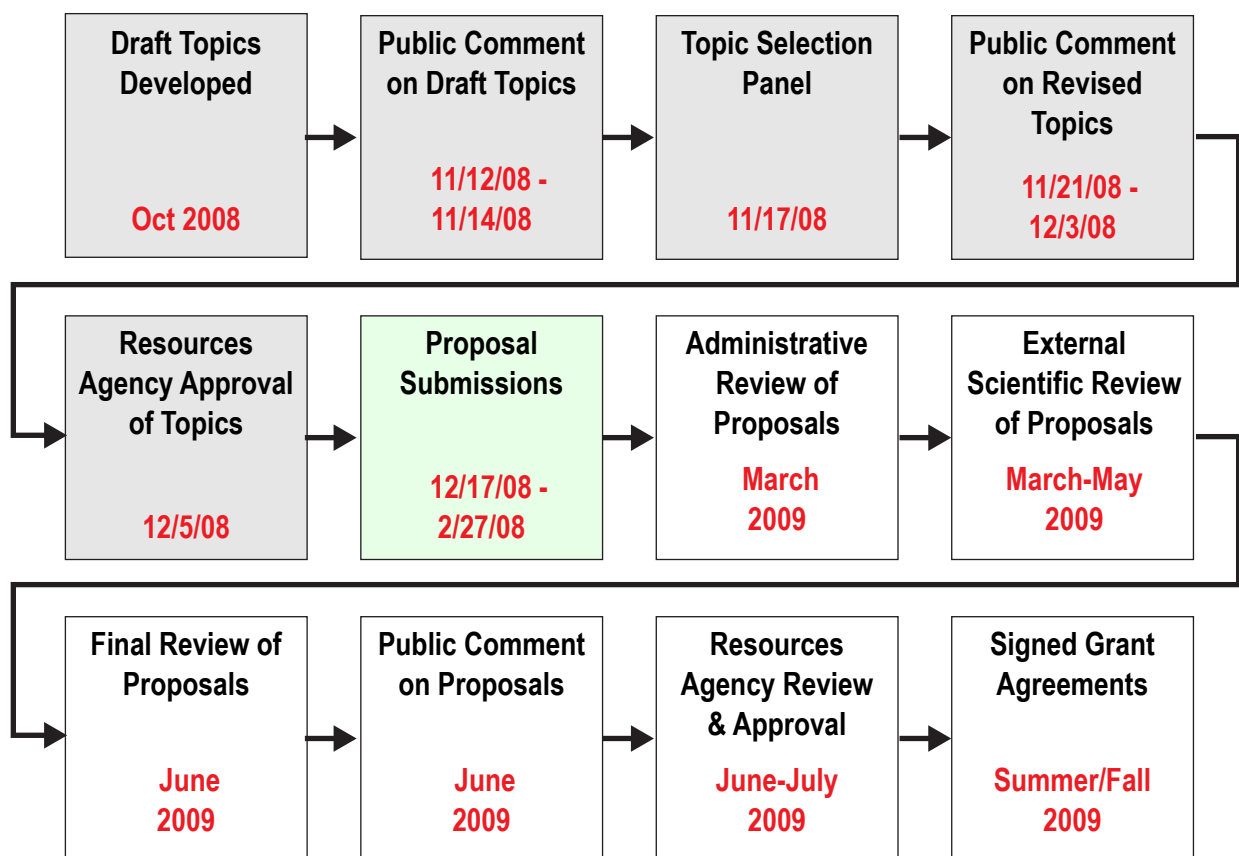 Draft Topics
Developed
Oct 2008
Public Comment
on Draft Topics
11/12/08 -
11/14/08
Topic Selection
Panel
11/17/08
Public Comment
on Revised
Topics
11/21/08 -
12/3/08
Resources
Agency Approval
of Topics
12/5/08
Proposal
Submissions
12/17/08 -
2/27/08
Administrative
Review of
Proposals
March
2009
External
Scientific Review
of Proposals
March-May
2009
Final Review of
Proposals
June
2009
Public Comment
on Proposals
June
2009
Resources
Agency Review
& Approval
June-July
2009
Signed Grant
Agreements
Summer/Fall
2009